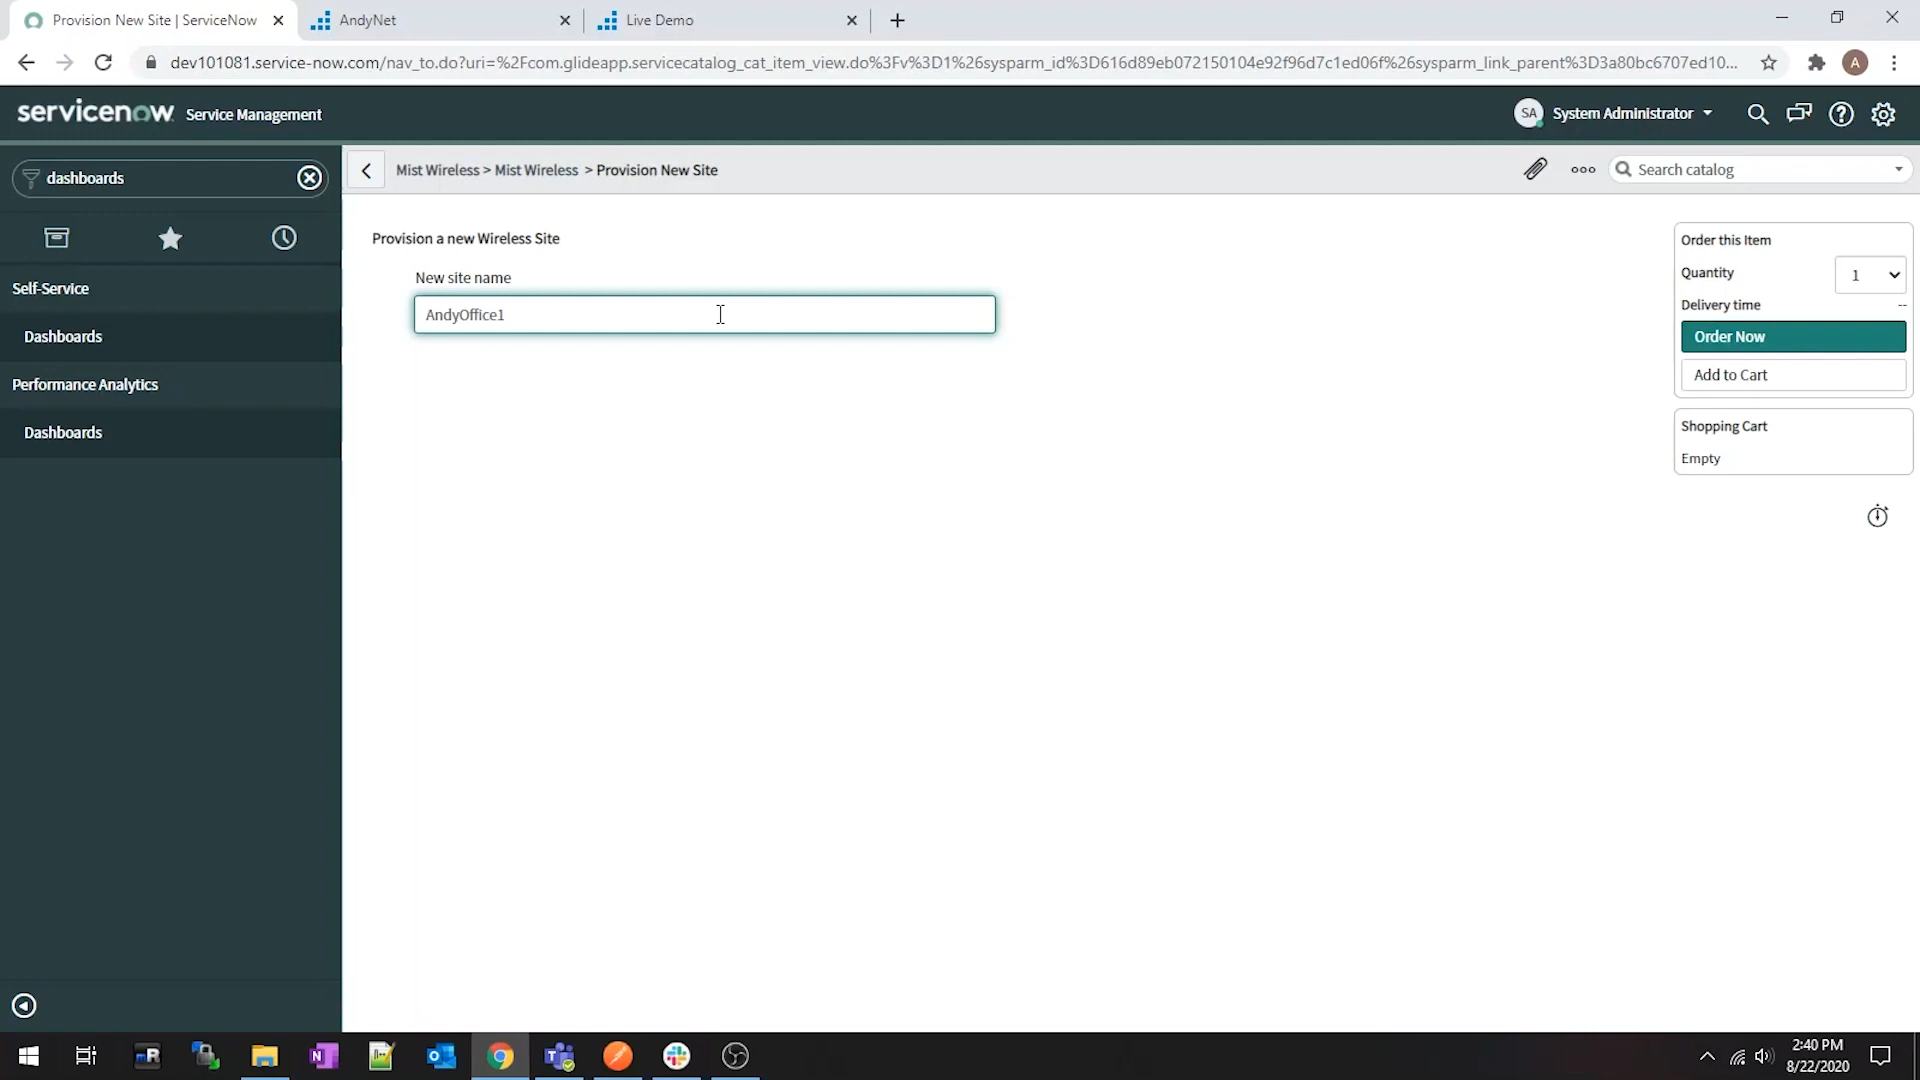 Provision New Site | ServiceNow
AndyNet
Live Demo
dev101081.service-now.com/nav_to.do?uri=%2Fcom.glideapp.servicecatalog_cat_item_view.do%3Fv%3D1%26sysparm_id%3D616d89eb072150104e92f96d7c1ed06f%26sysparm_link_parent%3D3a80bc6707ed10...
A
servicenow Service Management
SA System Administrator
dashboards
Mist Wireless > Mist Wireless > Provision New Site
Search catalog
Self-Service
Dashboards
Performance Analytics
Dashboards
Provision a new Wireless Site
New site name
AndyOffice1
Order this Item
Quantity 1
Delivery time --
Order Now
Add to Cart
Shopping Cart
Empty
2:40 PM
8/22/2020